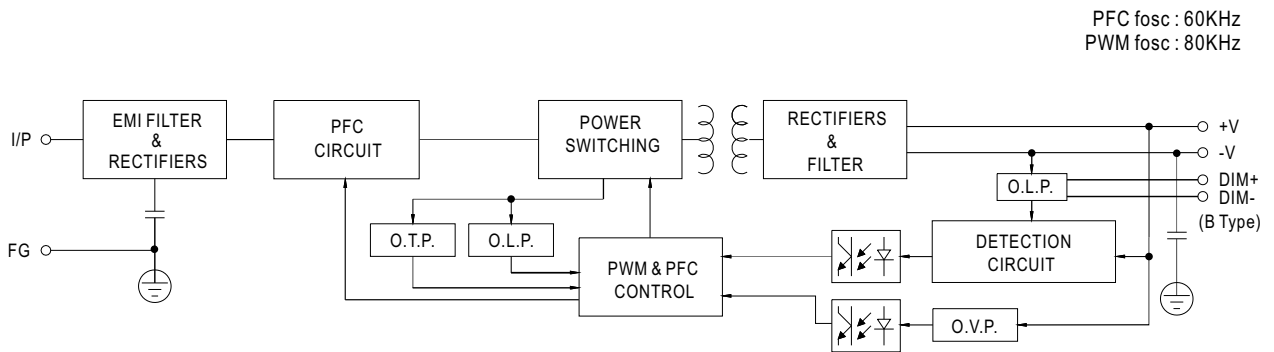 PFC fosc : 60KHz
PWM fosc : 80KHz
I/P
EMI FILTER
&
RECTIFIERS
PFC
CIRCUIT
POWER
SWITCHING
RECTIFIERS
&
FILTER
+V
-V
DIM+
DIM-
(B Type)
O.L.P.
FG
O.T.P.
O.L.P.
PWM & PFC
CONTROL
DETECTION
CIRCUIT
O.V.P.